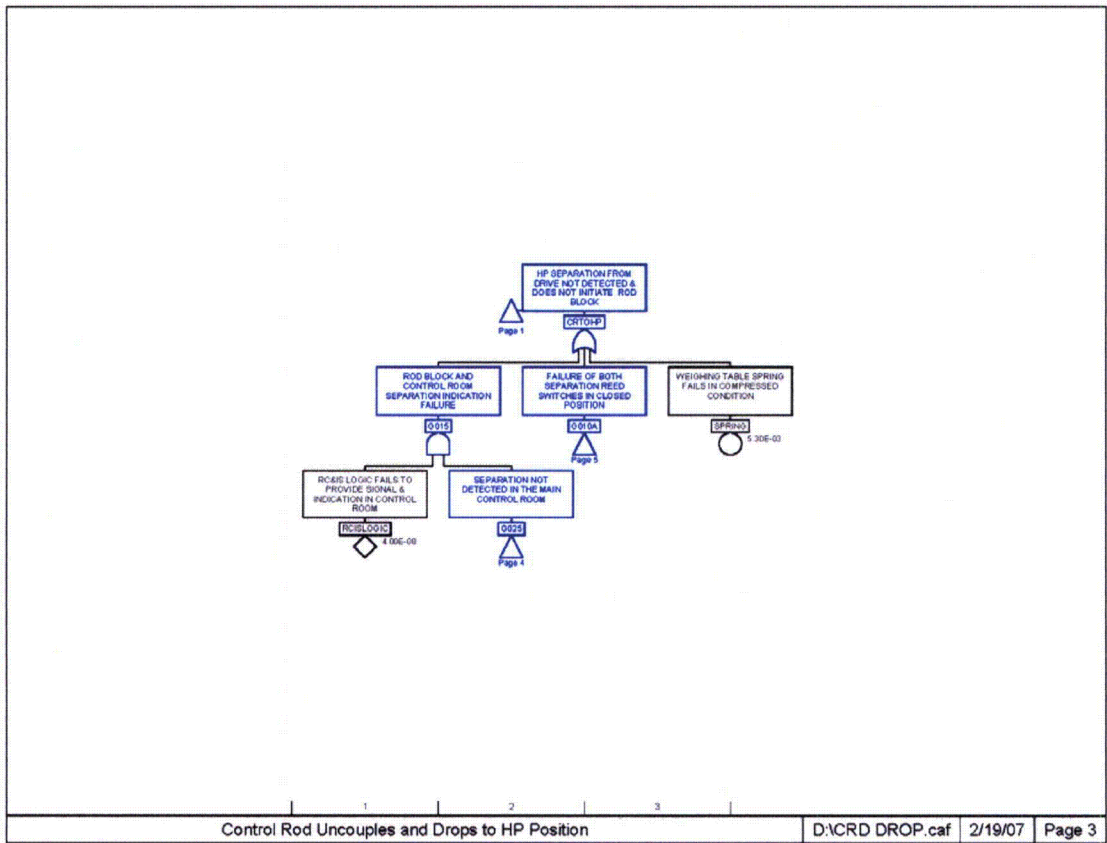 HP SEPARATION FROM
DRIVE NOT DETECTED &
DOES NOT INITIATE ROD
BLOCK
Page 1
CRTOHP
ROD BLOCK AND
CONTROL ROOM
SEPARATION INDICATION
FAILURE
G015
FAILURE OF BOTH
SEPARATION REED
SWITCHES IN CLOSED
POSITION
G010A
Page 5
WEIGHING TABLE SPRING
FAILS IN COMPRESSED
CONDITION
SPRING
5.30E-03
RC&IS LOGIC FAILS TO
PROVIDE SIGNAL &
INDICATION IN CONTROL
ROOM
RCISLOGIC
SEPARATION NOT
DETECTED IN THE MAIN
CONTROL ROOM
G025
Page 4
1
2
3
Control Rod Uncouples and Drops to HP Position
D:\CRD DROP.caf
2/19/07
Page 3